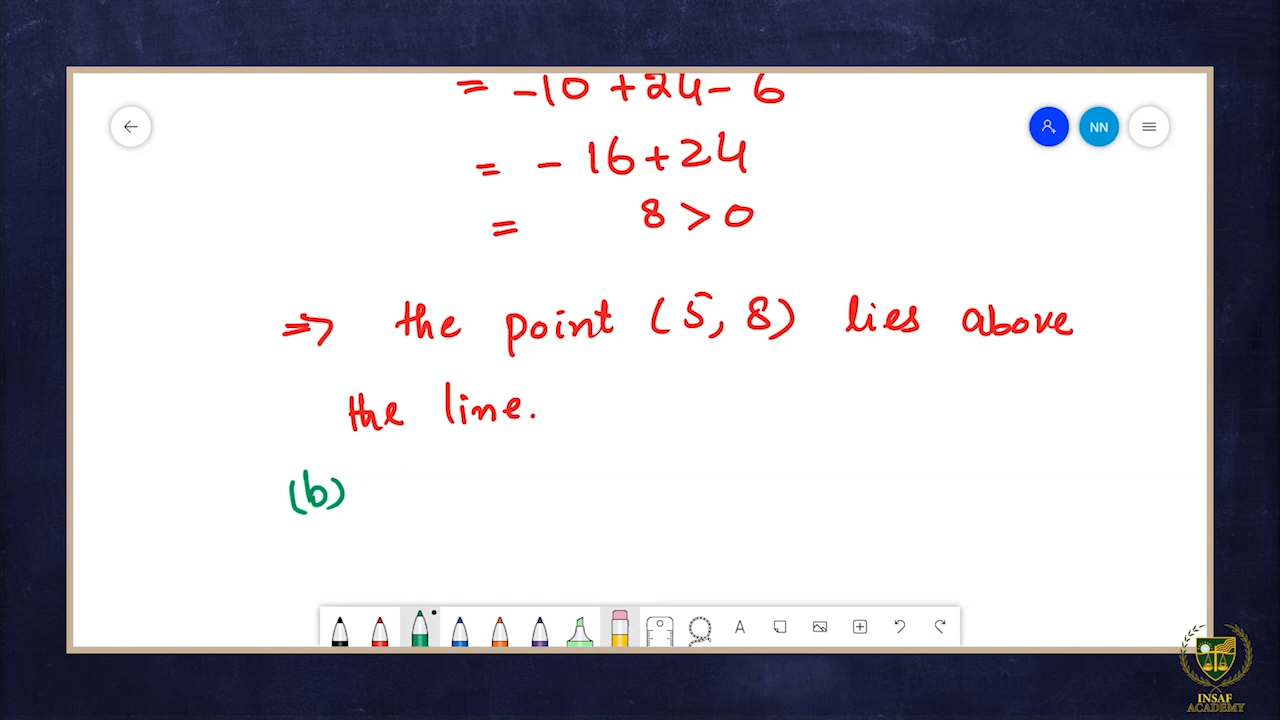 = -10 + 24 - 6
NN
= - 16 + 24
= 8 > 0
⇒ the point (5, 8) lies above
the line.
(b)
A
INSAF
ACADEMY